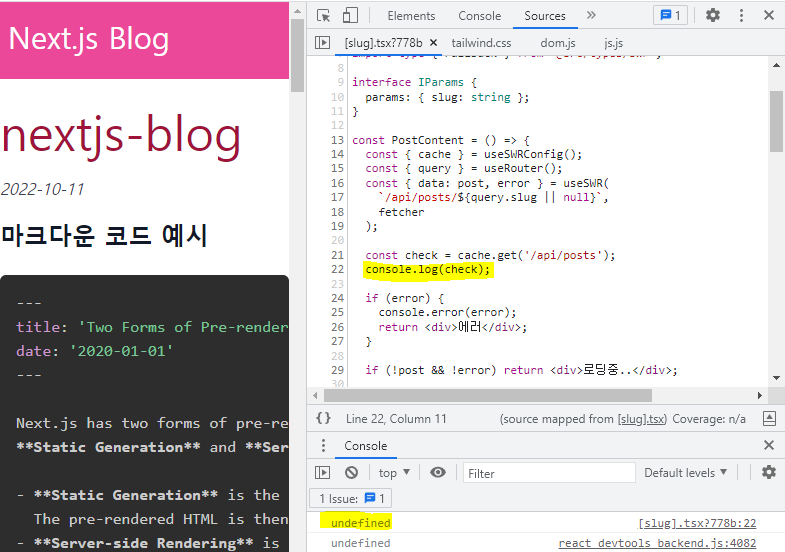 Next.js Blog
nextjs-blog
2022-10-11
마크다운 코드 예시
---
title: 'Two Forms of Pre-render
date: '2020-01-01'
---
Next.js has two forms of pre-re
**Static Generation** and **Ser
- **Static Generation** is the
The pre-rendered HTML is then
- **Server-side Rendering** is
Elements Console Sources » 1
[slug].tsx?778b × tailwind.css dom.js js.js
8
9 interface IParams {
10 params: { slug: string };
11 }
12
13 const PostContent = () => {
14 const { cache } = useSWRConfig();
15 const { query } = useRouter();
16 const { data: post, error } = useSWR(
17 `/api/posts/${query.slug || null}`,
18 fetcher
19 );
20
21 const check = cache.get('/api/posts');
22 console.log(check);
23
24 if (error) {
25 console.error(error);
26 return <div>에러</div>;
27 }
28
29 if (!post && !error) return <div>로딩중..</div>;
30
{} Line 22, Column 11 (source mapped from [slug].tsx) Coverage: n/a
Console
top ▼ Filter Default levels ▼
1 Issue: 1
undefined [slug].tsx?778b:22
undefined react devtools backend.js:4082